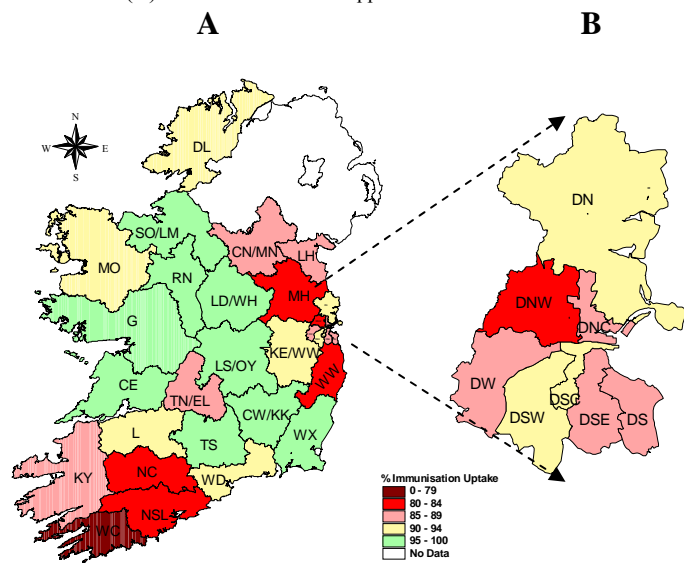 A B
N
W E
S
DL
DN
SO/LM
CN/MN
LH
MO
RN
MH
LD/WH
DNW
G
DNC
KE/WW
LS/OY
WW
CE
DW
TN/EL
DSC
DSW
DSE
DS
CW/KK
L
TS
WX
KY
NC
WD
% Immunisation Uptake
0 - 79
80 - 84
85 - 89
90 - 94
95 - 100
No Data
NSL
WC